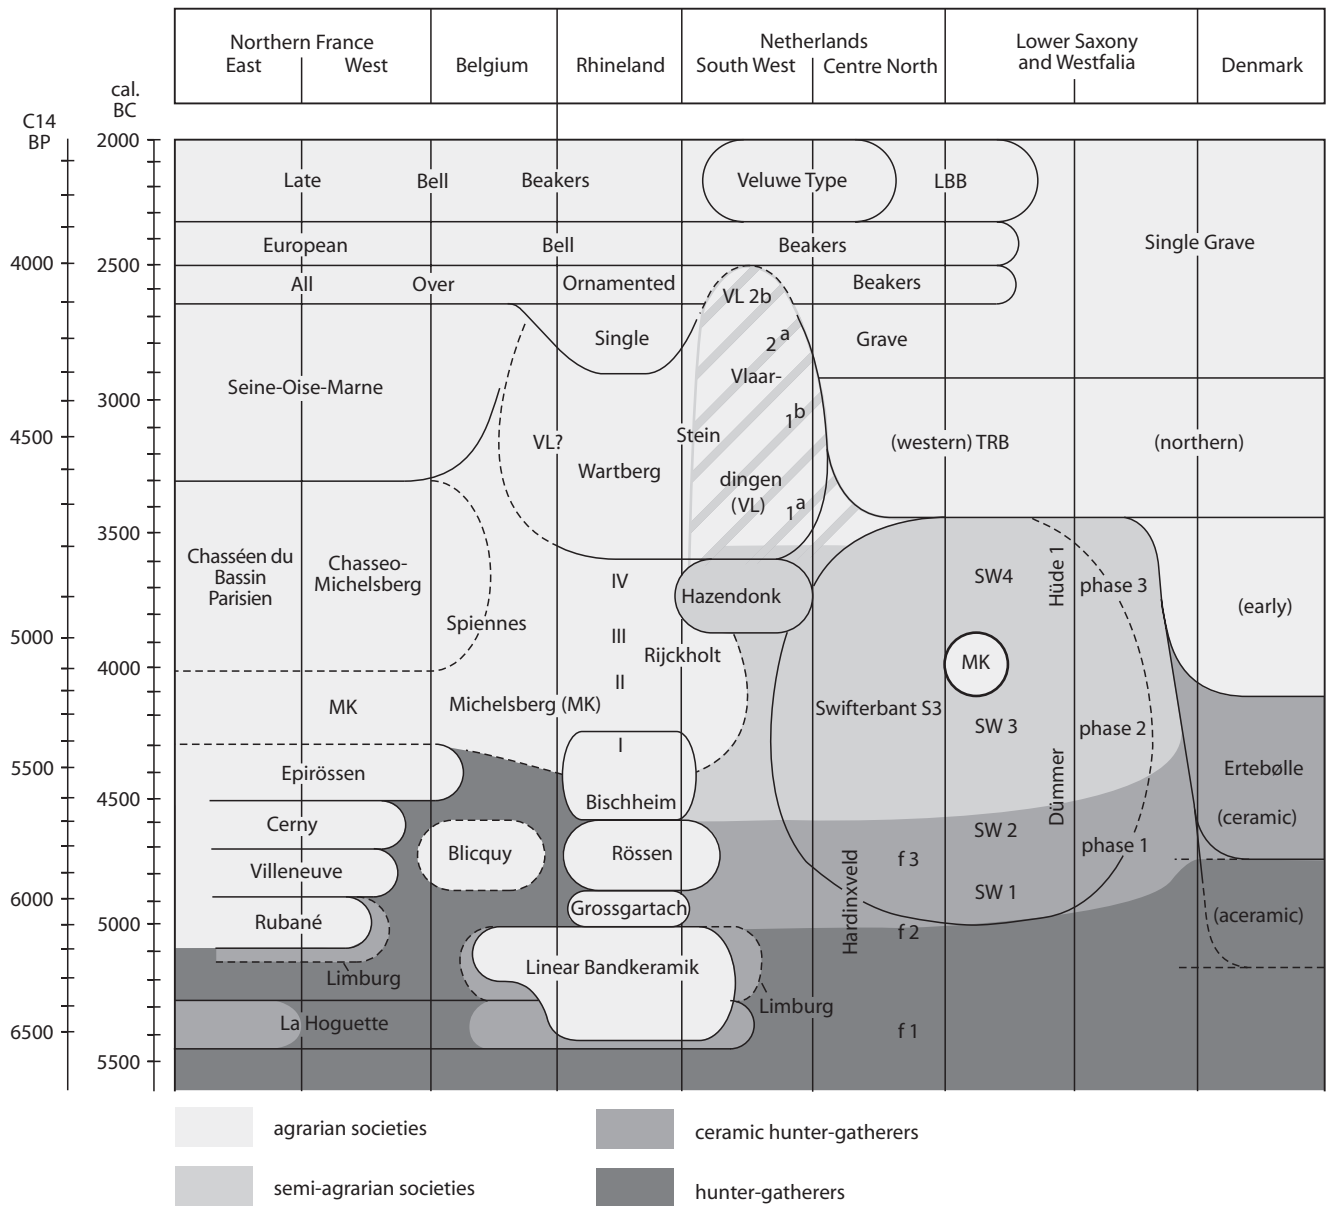 Northern France
East
West
Belgium
Rhineland
Netherlands
South West
Centre North
Lower Saxony
and Westfalia
Denmark
C14
BP
cal.
BC
2000
2500
3000
3500
4000
4500
5000
5500
4000
4500
5000
5500
6000
6500
Late
Bell
Beakers
Veluwe Type
LBB
European
Bell
Beakers
Single Grave
All
Over
Ornamented
Beakers
VL 2b
Single
2a
Grave
Seine-Oise-Marne
Vlaar-
1b
VL?
Stein
(western) TRB
(northern)
Wartberg
dingen
(VL)
1a
Chasséen du
Bassin
Parisien
Chasseo-
Michelsberg
IV
Hazendonk
SW4
Hüde 1
phase 3
(early)
Spiennes
III
Rijckholt
MK
II
MK
Michelsberg (MK)
Swifterbant S3
SW 3
phase 2
I
Epirössen
Bischheim
Dümmer
Ertebølle
(ceramic)
Cerny
SW 2
phase 1
Blicquy
Rössen
f 3
Villeneuve
Hardinxveld
SW 1
Grossgartach
Rubané
f 2
(aceramic)
Limburg
Linear Bandkeramik
Limburg
La Hoguette
f 1
agrarian societies
ceramic hunter-gatherers
semi-agrarian societies
hunter-gatherers